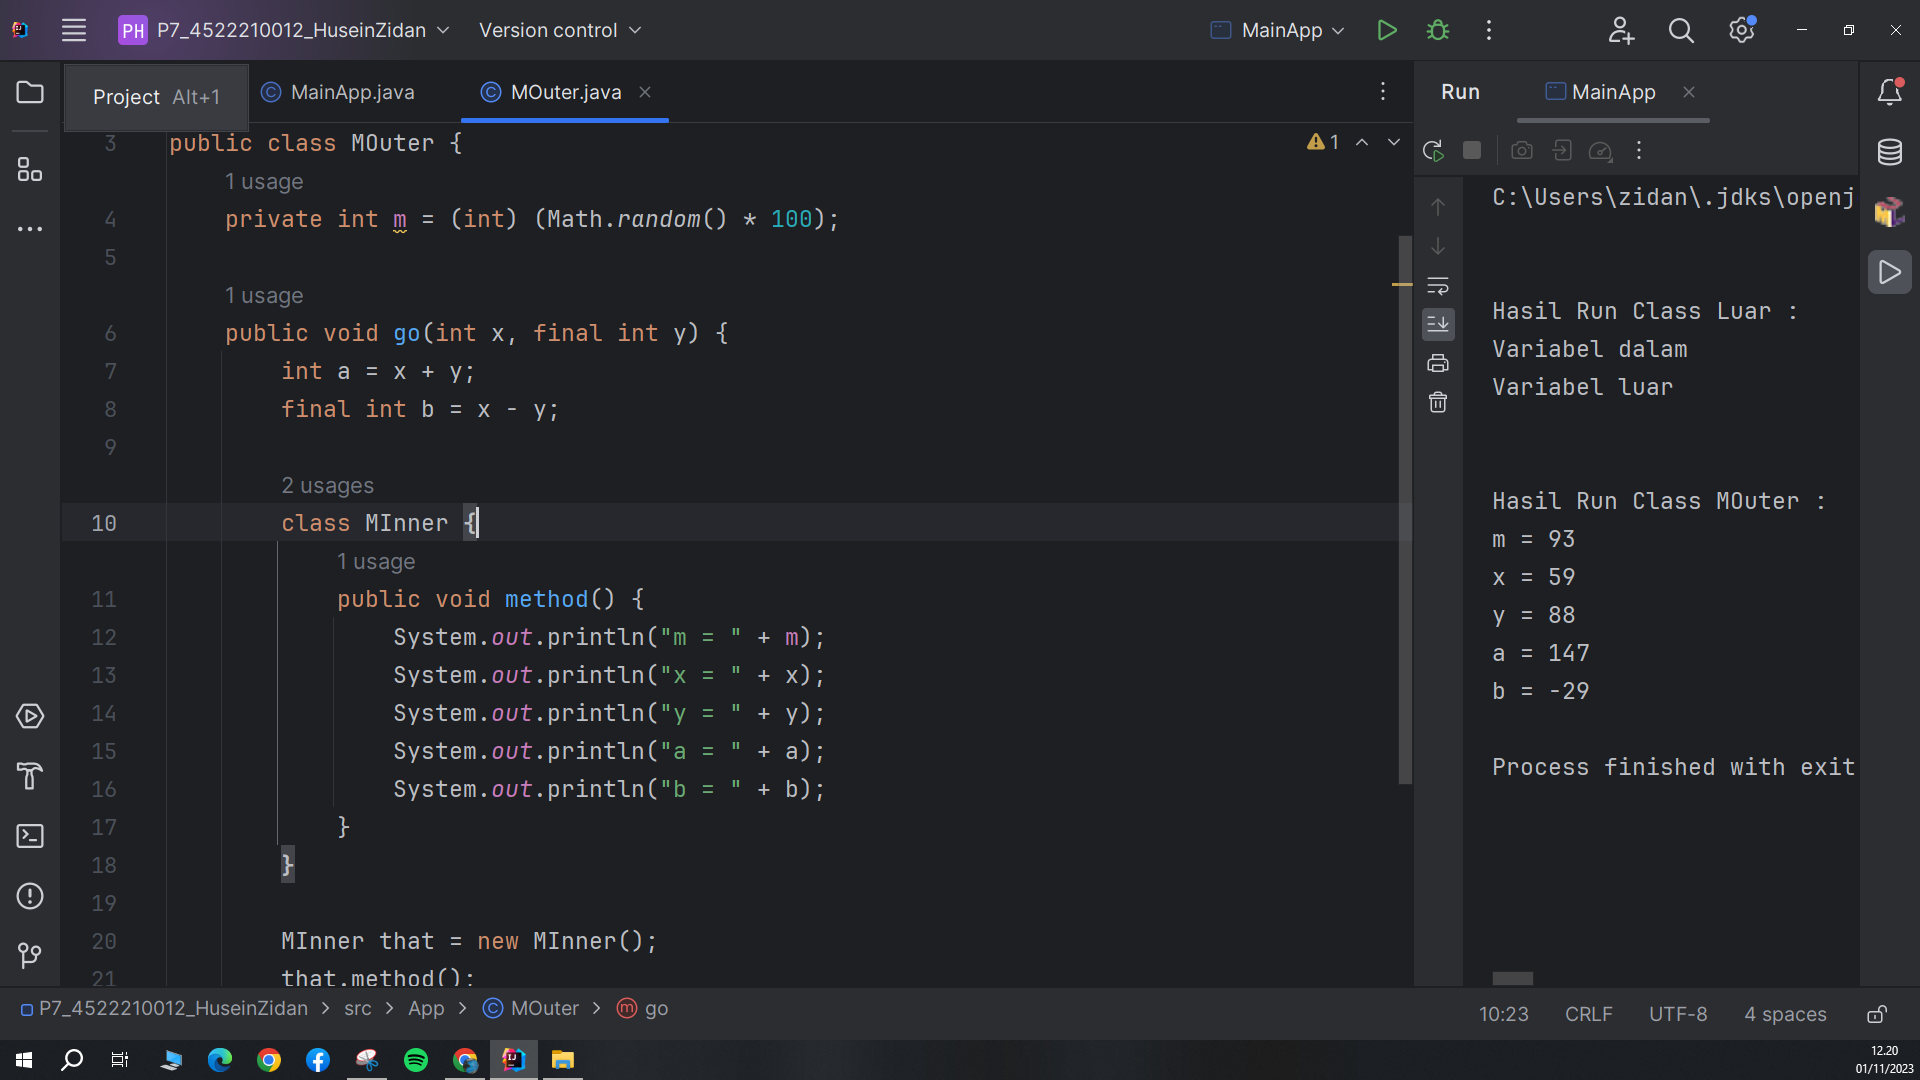 PH P7_4522210012_HuseinZidan Version control MainApp
Project Alt+1 MainApp.java MOuter.java
3 public class MOuter {
1 usage
4 private int m = (int) (Math.random() * 100);
5
1 usage
6 public void go(int x, final int y) {
7 int a = x + y;
8 final int b = x - y;
9
2 usages
10 class MInner {
1 usage
11 public void method() {
12 System.out.println("m = " + m);
13 System.out.println("x = " + x);
14 System.out.println("y = " + y);
15 System.out.println("a = " + a);
16 System.out.println("b = " + b);
17 }
18 }
19
20 MInner that = new MInner();
21 that.method();
1
Run MainApp
C:\Users\zidan\.jdks\openj
Hasil Run Class Luar :
Variabel dalam
Variabel luar
Hasil Run Class MOuter :
m = 93
x = 59
y = 88
a = 147
b = -29
Process finished with exit
P7_4522210012_HuseinZidan > src > App > MOuter > go
10:23 CRLF UTF-8 4 spaces
12.20
01/11/2023